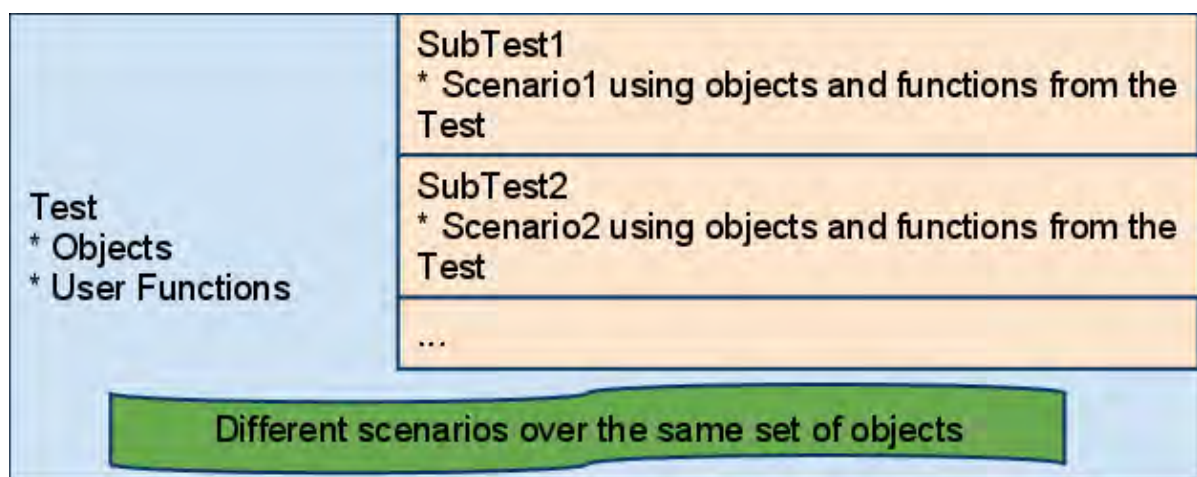 Test
* Objects
* User Functions
SubTest1
* Scenario1 using objects and functions from the
Test
SubTest2
* Scenario2 using objects and functions from the
Test
...
Different scenarios over the same set of objects